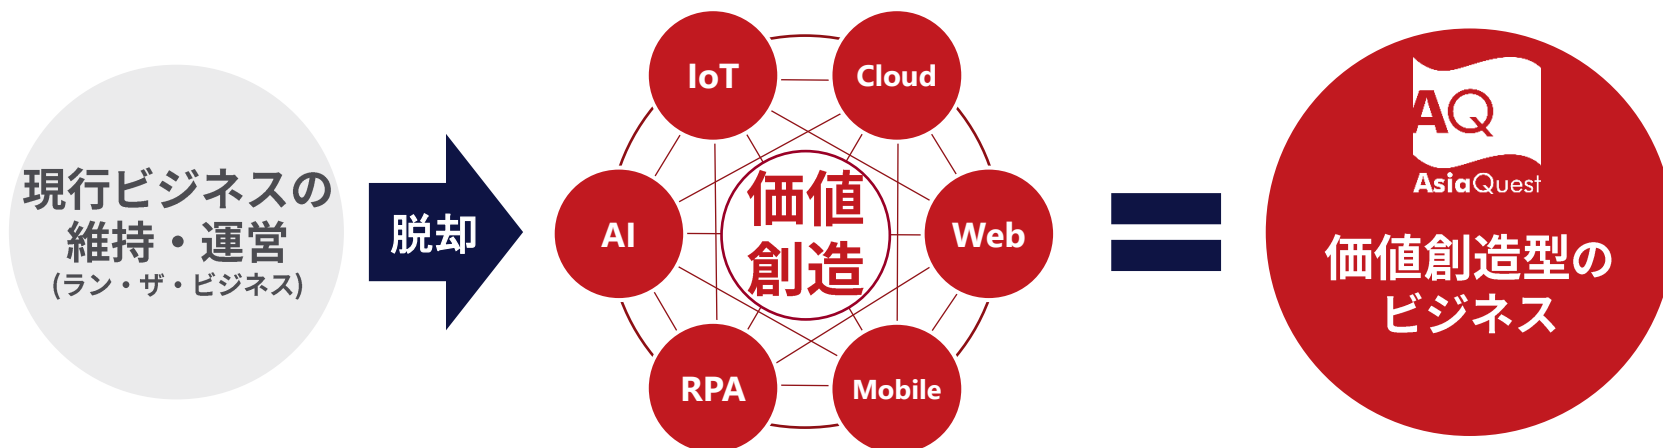 現行ビジネスの
維持・運営
(ラン・ザ・ビジネス)
脱却
IoT
Cloud
AI
価値
創造
Web
RPA
Mobile
AQ
AsiaQuest
価値創造型の
ビジネス